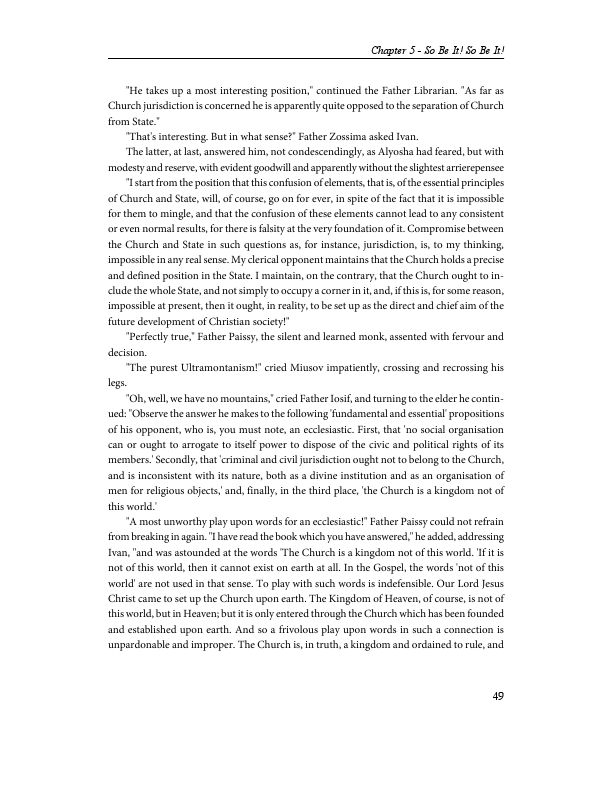 Chapter 5 - So Be It! So Be It!
"He takes up a most interesting position," continued the Father Librarian. "As far as
Church jurisdiction is concerned he is apparently quite opposed to the separation of Church
from State."
"That's interesting. But in what sense?" Father Zossima asked Ivan.
The latter, at last, answered him, not condescendingly, as Alyosha had feared, but with
modesty and reserve, with evident goodwill and apparently without the slightest arrierepensee
"I start from the position that this confusion of elements, that is, of the essential principles
of Church and State, will, of course, go on for ever, in spite of the fact that it is impossible
for them to mingle, and that the confusion of these elements cannot lead to any consistent
or even normal results, for there is falsity at the very foundation of it. Compromise between
the Church and State in such questions as, for instance, jurisdiction, is, to my thinking,
impossible in any real sense. My clerical opponent maintains that the Church holds a precise
and defined position in the State. I maintain, on the contrary, that the Church ought to in-
clude the whole State, and not simply to occupy a corner in it, and, if this is, for some reason,
impossible at present, then it ought, in reality, to be set up as the direct and chief aim of the
future development of Christian society!"
"Perfectly true," Father Paissy, the silent and learned monk, assented with fervour and
decision.
"The purest Ultramontanism!" cried Miusov impatiently, crossing and recrossing his
legs.
"Oh, well, we have no mountains," cried Father Iosif, and turning to the elder he contin-
ued: "Observe the answer he makes to the following 'fundamental and essential' propositions
of his opponent, who is, you must note, an ecclesiastic. First, that 'no social organisation
can or ought to arrogate to itself power to dispose of the civic and political rights of its
members.' Secondly, that 'criminal and civil jurisdiction ought not to belong to the Church,
and is inconsistent with its nature, both as a divine institution and as an organisation of
men for religious objects,' and, finally, in the third place, 'the Church is a kingdom not of
this world.'
"A most unworthy play upon words for an ecclesiastic!" Father Paissy could not refrain
from breaking in again. "I have read the book which you have answered," he added, addressing
Ivan, "and was astounded at the words 'The Church is a kingdom not of this world. 'If it is
not of this world, then it cannot exist on earth at all. In the Gospel, the words 'not of this
world' are not used in that sense. To play with such words is indefensible. Our Lord Jesus
Christ came to set up the Church upon earth. The Kingdom of Heaven, of course, is not of
this world, but in Heaven; but it is only entered through the Church which has been founded
and established upon earth. And so a frivolous play upon words in such a connection is
unpardonable and improper. The Church is, in truth, a kingdom and ordained to rule, and
49